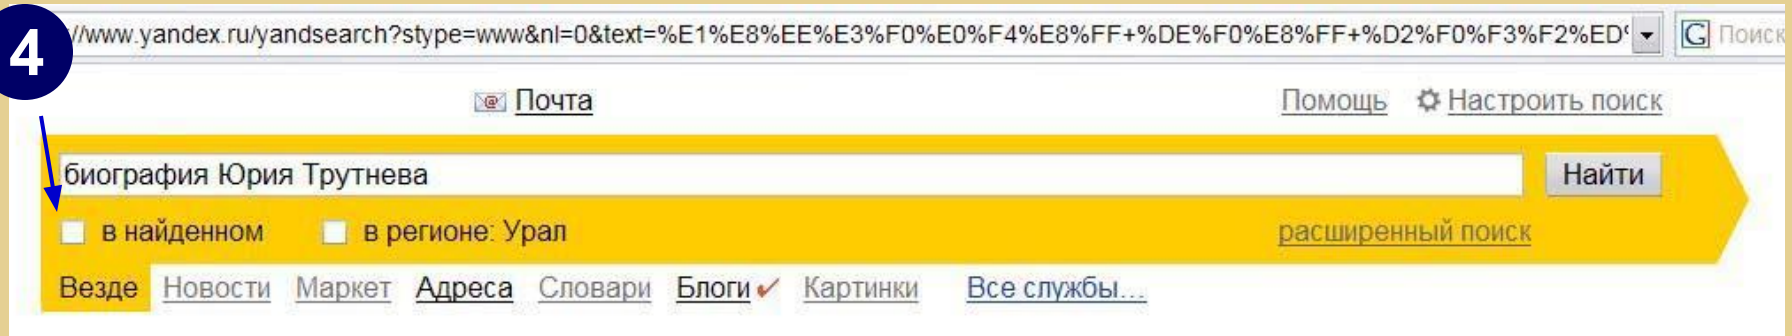 4
//www.yandex.ru/yandsearch?stype=www&nl=0&text=%E1%E8%EE%E3%F0%E0%F4%E8%FF+%DE%F0%E8%FF+%D2%F0%F3%F2%ED% G Поиск
Почта Помощь Настроить поиск
биография Юрия Трутнева Найти
в найденном в регионе: Урал расширенный поиск
Везде Новости Маркет Адреса Словари Блоги Картинки Все службы...